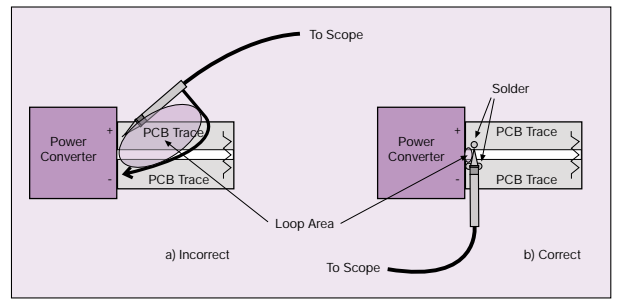 To Scope
Solder
+
PCB Trace
Power
Converter
-
PCB Trace
+
PCB Trace
Power
Converter
-
PCB Trace
Loop Area
a) Incorrect
b) Correct
To Scope